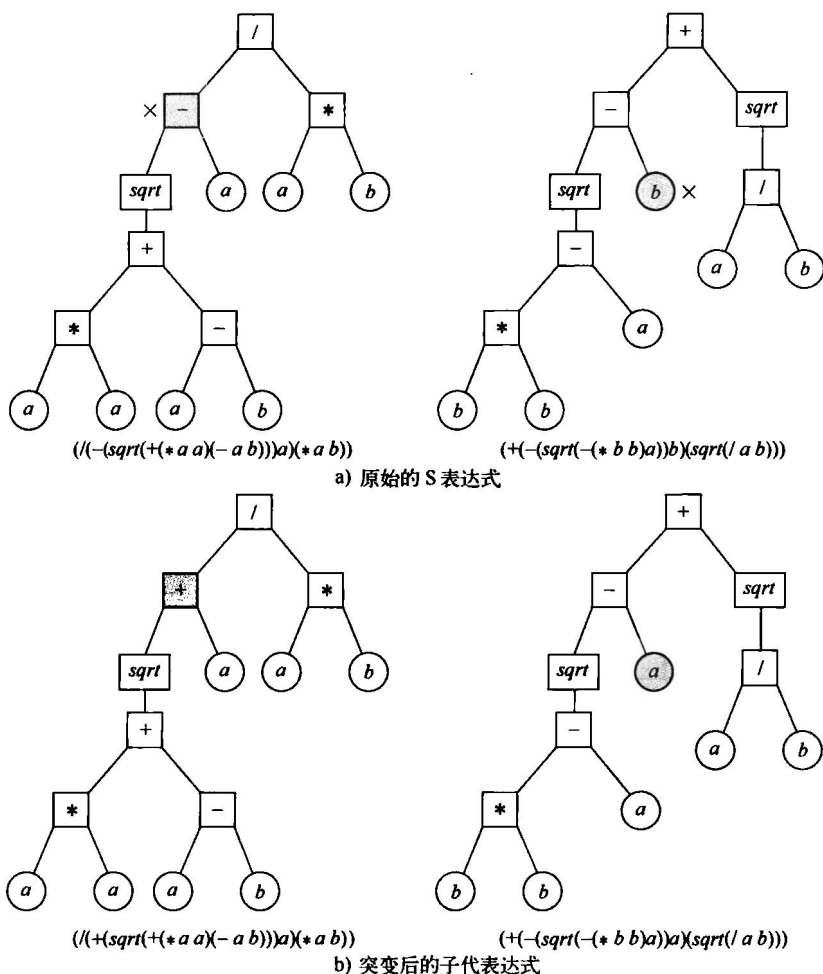 / +
× − * − sqrt
sqrt a a b sqrt b × /
+ − a b
* − * a
a a a b b b
(/(−(sqrt(+(* a a)(− a b)))a)(* a b)) (+(−(sqrt(−(* b b)a))b)(sqrt(/ a b)))
a) 原始的 S 表达式
/ +
+ * − sqrt
sqrt a a b sqrt a /
+ − a b
* − * a
a a a b b b
(/(+(sqrt(+(* a a)(− a b)))a)(* a b)) (+(−(sqrt(−(* b b)a))a)(sqrt(/ a b)))
b) 突变后的子代表达式